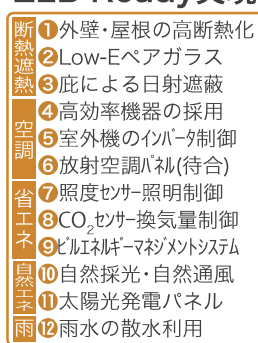 断熱遮熱
❶外壁･屋根の高断熱化
❷Low-Eペアガラス
❸庇による日射遮蔽
空調
❹高効率機器の採用
❺室外機のインバータ制御
❻放射空調パネル(待合)
省エネ
❼照度センサー照明制御
❽CO₂センサー換気量制御
❾ビルエネルギーマネジメントシステム
自然エネ
❿自然採光･自然通風
⓫太陽光発電パネル
雨
⓬雨水の散水利用